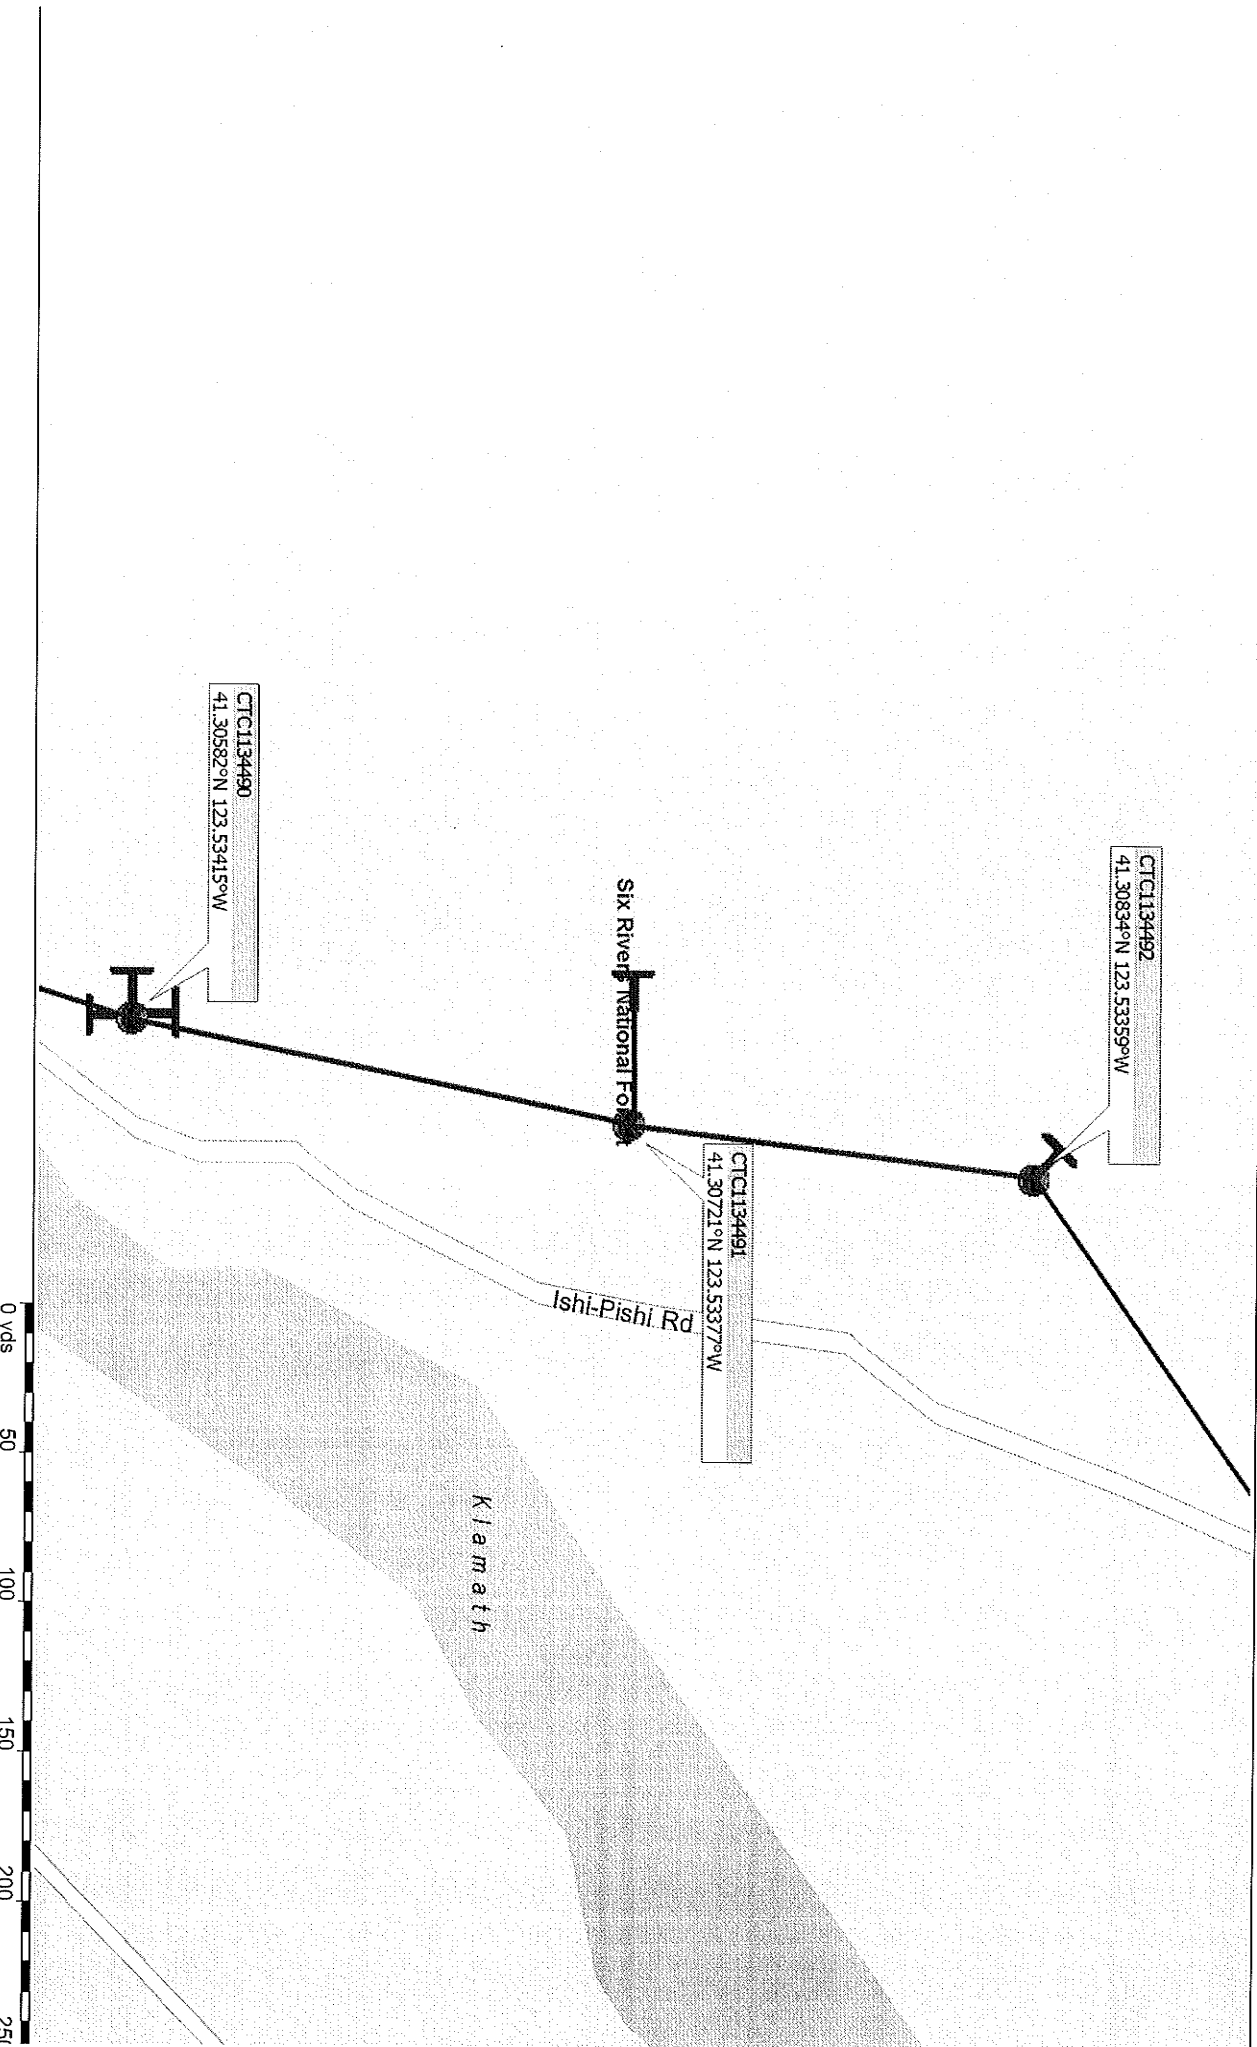 CTC1134492
41.30834°N 123.53359°W
CTC1134491
41.30721°N 123.53377°W
Six Rivers National Forest
Ishi-Pishi Rd
CTC1134490
41.30582°N 123.53415°W
Klamath
0 yds 50 100 150 200